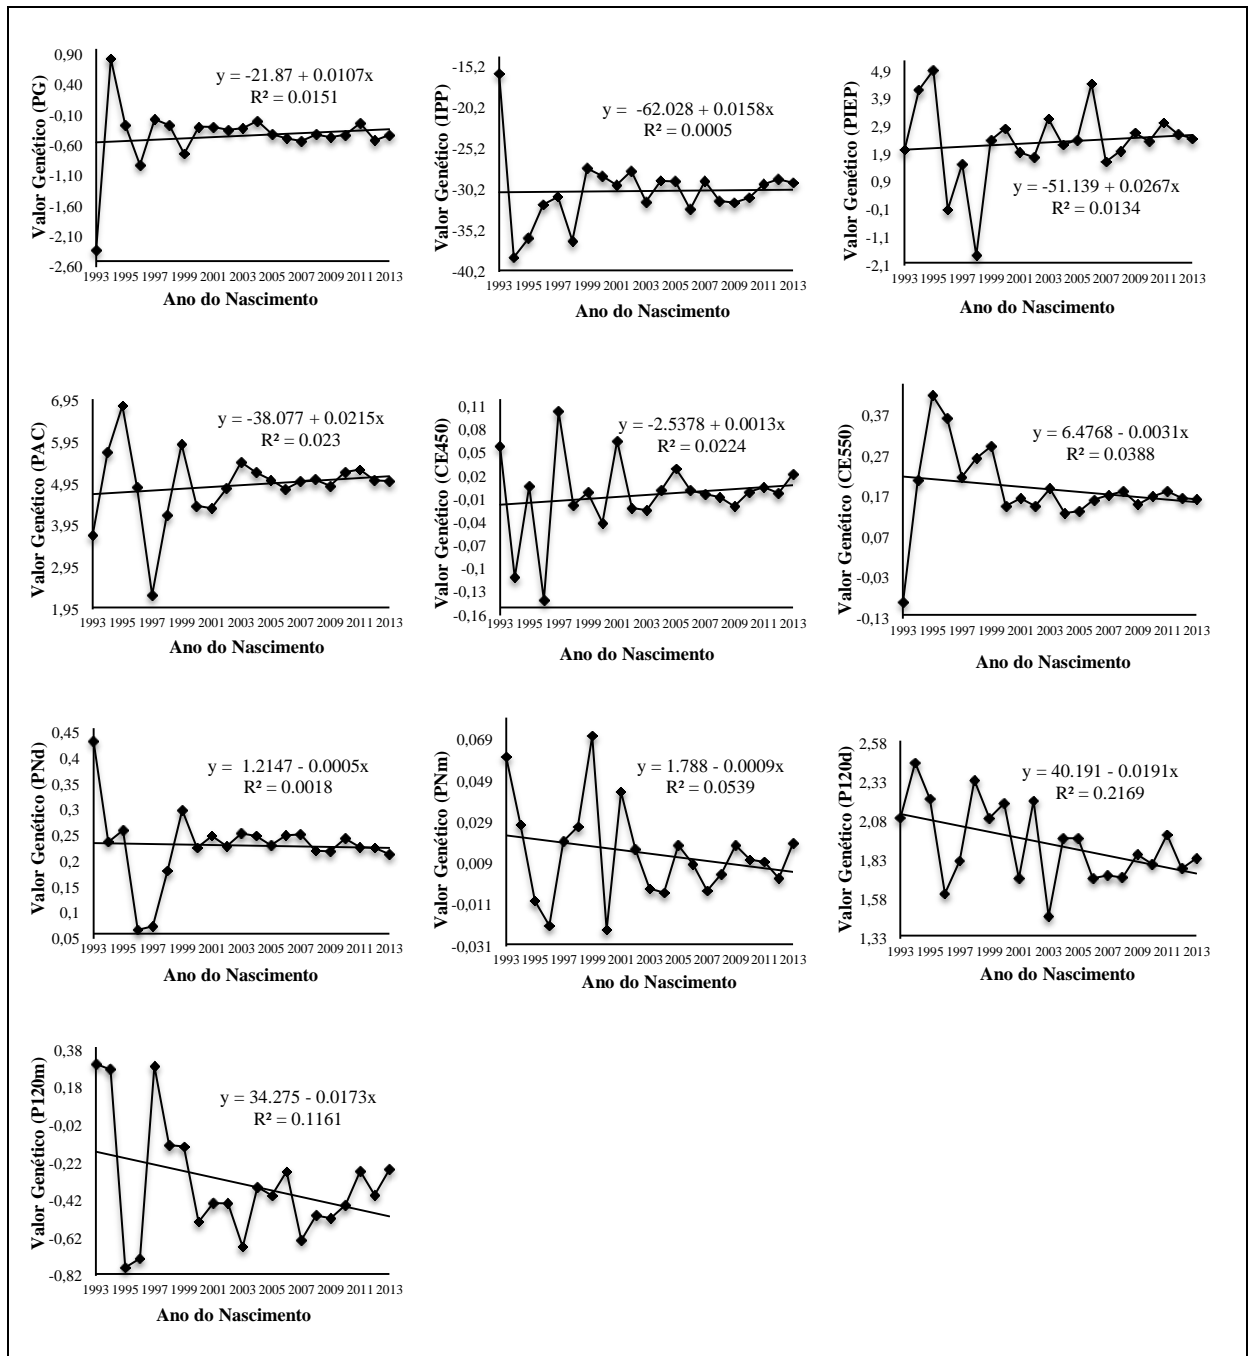 Valor Genético (PG)
0,90
0,40
-0,10
-0,60
-1,10
-1,60
-2,10
-2,60
y = -21.87 + 0.0107x
R² = 0.0151
1993 1995 1997 1999 2001 2003 2005 2007 2009 2011 2013
Ano do Nascimento
Valor Genético (IPP)
-15,2
-20,2
-25,2
-30,2
-35,2
-40,2
y = -62.028 + 0.0158x
R² = 0.0005
1993 1995 1997 1999 2001 2003 2005 2007 2009 2011 2013
Ano do Nascimento
Valor Genético (PIEP)
4,9
3,9
2,9
1,9
0,9
-0,1
-1,1
-2,1
y = -51.139 + 0.0267x
R² = 0.0134
1993 1995 1997 1999 2001 2003 2005 2007 2009 2011 2013
Ano do Nascimento
Valor Genético (PAC)
6,95
5,95
4,95
3,95
2,95
1,95
y = -38.077 + 0.0215x
R² = 0.023
1993 1995 1997 1999 2001 2003 2005 2007 2009 2011 2013
Ano do Nascimento
Valor Genético (CE450)
0,11
0,08
0,05
0,02
-0,01
-0,04
-0,07
-0,1
-0,13
-0,16
y = -2.5378 + 0.0013x
R² = 0.0224
1993 1995 1997 1999 2001 2003 2005 2007 2009 2011 2013
Ano do Nascimento
Valor Genético (CE550)
0,37
0,27
0,17
0,07
-0,03
-0,13
y = 6.4768 - 0.0031x
R² = 0.0388
1993 1995 1997 1999 2001 2003 2005 2007 2009 2011 2013
Ano do Nascimento
Valor Genético (PNd)
0,45
0,4
0,35
0,3
0,25
0,2
0,15
0,1
0,05
y = 1.2147 - 0.0005x
R² = 0.0018
1993 1995 1997 1999 2001 2003 2005 2007 2009 2011 2013
Ano do Nascimento
Valor Genético (PNm)
0,069
0,049
0,029
0,009
-0,011
-0,031
y = 1.788 - 0.0009x
R² = 0.0539
1993 1995 1997 1999 2001 2003 2005 2007 2009 2011 2013
Ano do Nascimento
Valor Genético (P120d)
2,58
2,33
2,08
1,83
1,58
1,33
y = 40.191 - 0.0191x
R² = 0.2169
1993 1995 1997 1999 2001 2003 2005 2007 2009 2011 2013
Ano do Nascimento
Valor Genético (P120m)
0,38
0,18
-0,02
-0,22
-0,42
-0,62
-0,82
y = 34.275 - 0.0173x
R² = 0.1161
1993 1995 1997 1999 2001 2003 2005 2007 2009 2011 2013
Ano do Nascimento